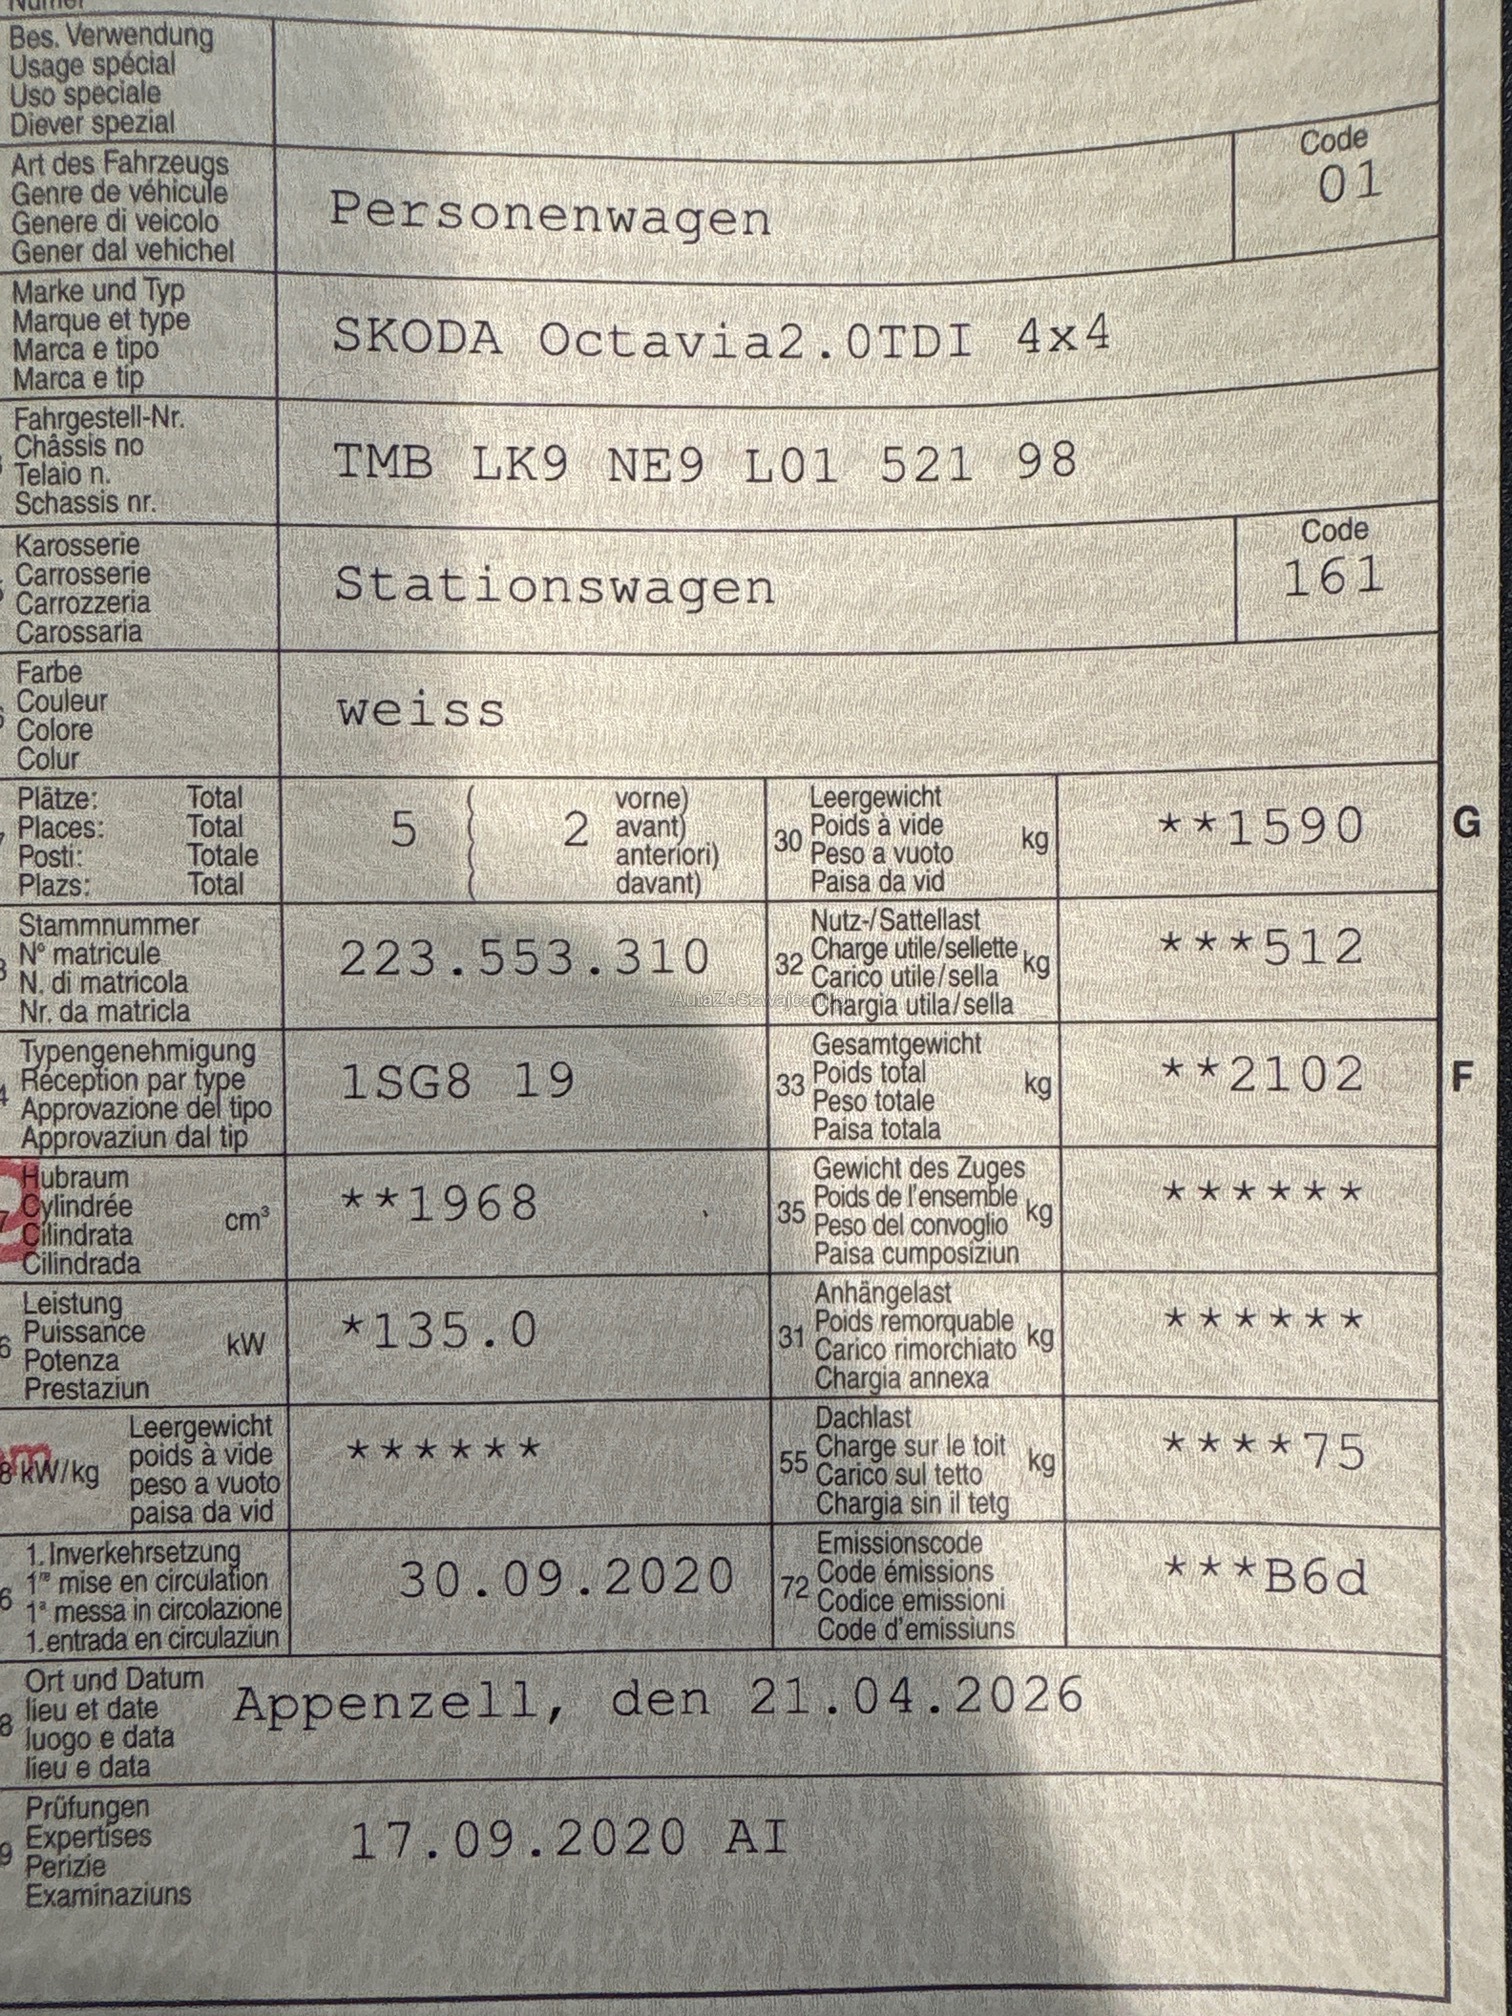 Numer
Bes. Verwendung
Usage spécial
Uso speciale
Diever spezial
Art des Fahrzeugs
Genre de véhicule
Genere di veicolo
Gener dal vehichel
Personenwagen
Code
01
Marke und Typ
Marque et type
Marca e tipo
Marca e tip
SKODA Octavia2.0TDI 4x4
Fahrgestell-Nr.
Châssis no
Telaio n.
Schassis nr.
TMB LK9 NE9 L01 521 98
Karosserie
Carrosserie
Carrozzeria
Carossaria
Stationswagen
Code
161
Farbe
Couleur
Colore
Colur
weiss
Plätze: Total
Places: Total
Posti: Totale
Plazs: Total
5 ( 2 vorne)
( avant)
( anteriori)
( davant)
30 kg
Leergewicht
Poids à vide
Peso a vuoto
Paisa da vid
**1590
G
Stammnummer
N° matricule
N. di matricola
Nr. da matricla
223.553.310
32 kg
Nutz-/Sattellast
Charge utile/sellette
Carico utile/sella
Chargia utila/sella
***512
Typengenehmigung
Réception par type
Approvazione del tipo
Approvaziun dal tip
1SG8 19
33 kg
Gesamtgewicht
Poids total
Peso totale
Paisa totala
**2102
F
Hubraum
Cylindrée
Cilindrata
Cilindrada
cm³
**1968
35 kg
Gewicht des Zuges
Poids de l'ensemble
Peso del convoglio
Paisa cumposiziun
******
Leistung
Puissance
Potenza
Prestaziun
kW
*135.0
31 kg
Anhängelast
Poids remorquable
Carico rimorchiato
Chargia annexa
******
8 kW/kg
Leergewicht
poids à vide
peso a vuoto
paisa da vid
******
55 kg
Dachlast
Charge sur le toit
Carico sul tetto
Chargia sin il tetg
****75
6
1. Inverkehrsetzung
1re mise en circulation
1a messa in circolazione
1. entrada en circulaziun
30.09.2020
72
Emissionscode
Code émissions
Codice emissioni
Code d'emissiuns
***B6d
8
Ort und Datum
lieu et date
luogo e data
lieu e data
Appenzell, den 21.04.2026
9
Prüfungen
Expertises
Perizie
Examinaziuns
17.09.2020 AI